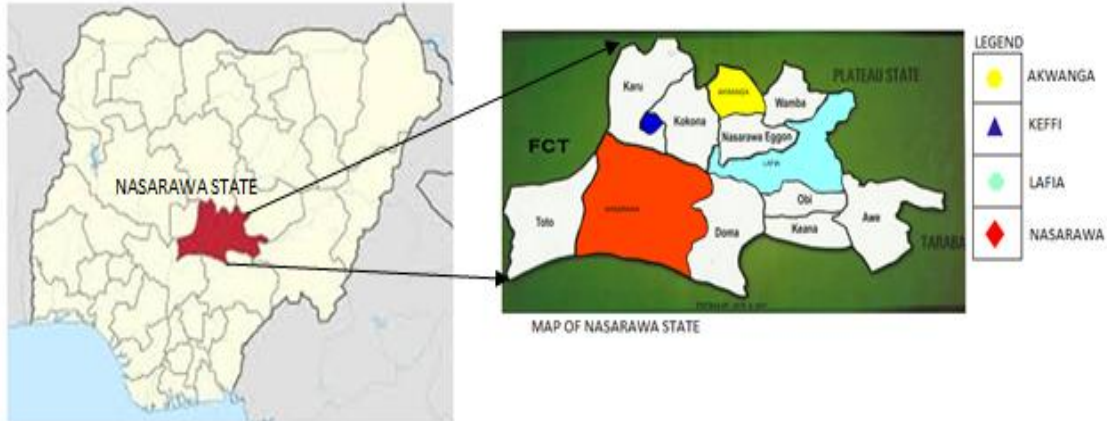 NASARAWA STATE
LEGEND
AKWANGA
KEFFI
LAFIA
NASARAWA
Karu
AKWANGA
Wamba
PLATEAU STATE
Kokona
Nasarawa Eggon
FCT
LAFIA
NASARAWA
Toto
Doma
Obi
Keana
Awe
TARABA
MAP OF NASARAWA STATE